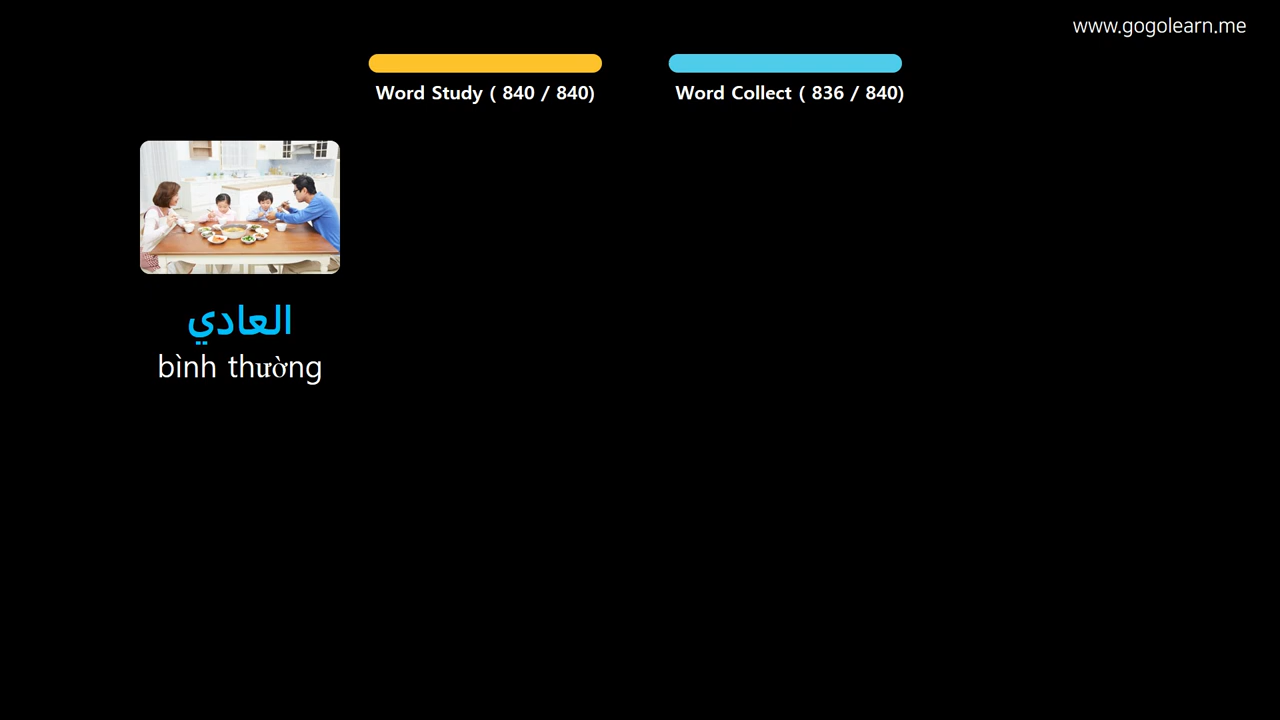 www.gogolearn.me
Word Study ( 840 / 840)
Word Collect ( 836 / 840)
العادي
bình thường